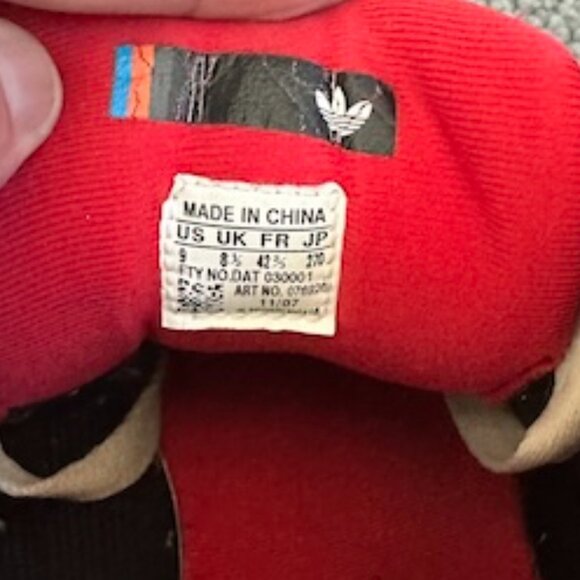 MADE IN CHINA
US UK FR JP
9 8½ 42⅔ 270
FTY NO.DAT 030001
ART NO.
11/07